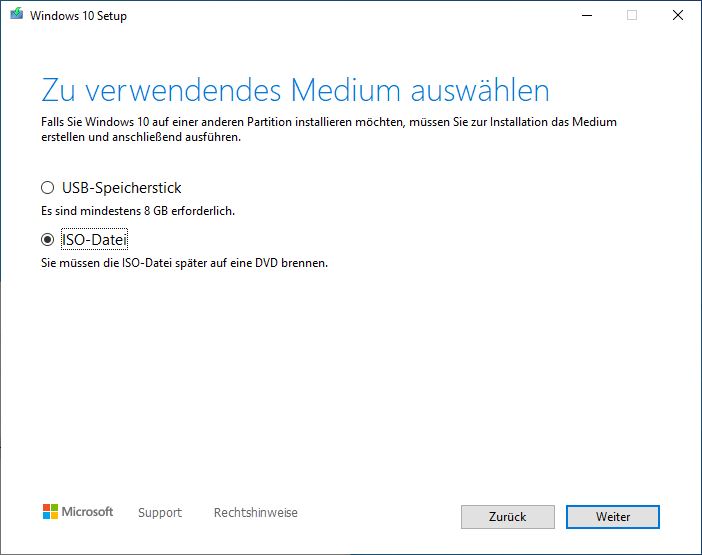 Windows 10 Setup
Zu verwendendes Medium auswählen
Falls Sie Windows 10 auf einer anderen Partition installieren möchten, müssen Sie zur Installation das Medium
erstellen und anschließend ausführen.
USB-Speicherstick
Es sind mindestens 8 GB erforderlich.
ISO-Datei
Sie müssen die ISO-Datei später auf eine DVD brennen.
Microsoft Support Rechtshinweise Zurück Weiter